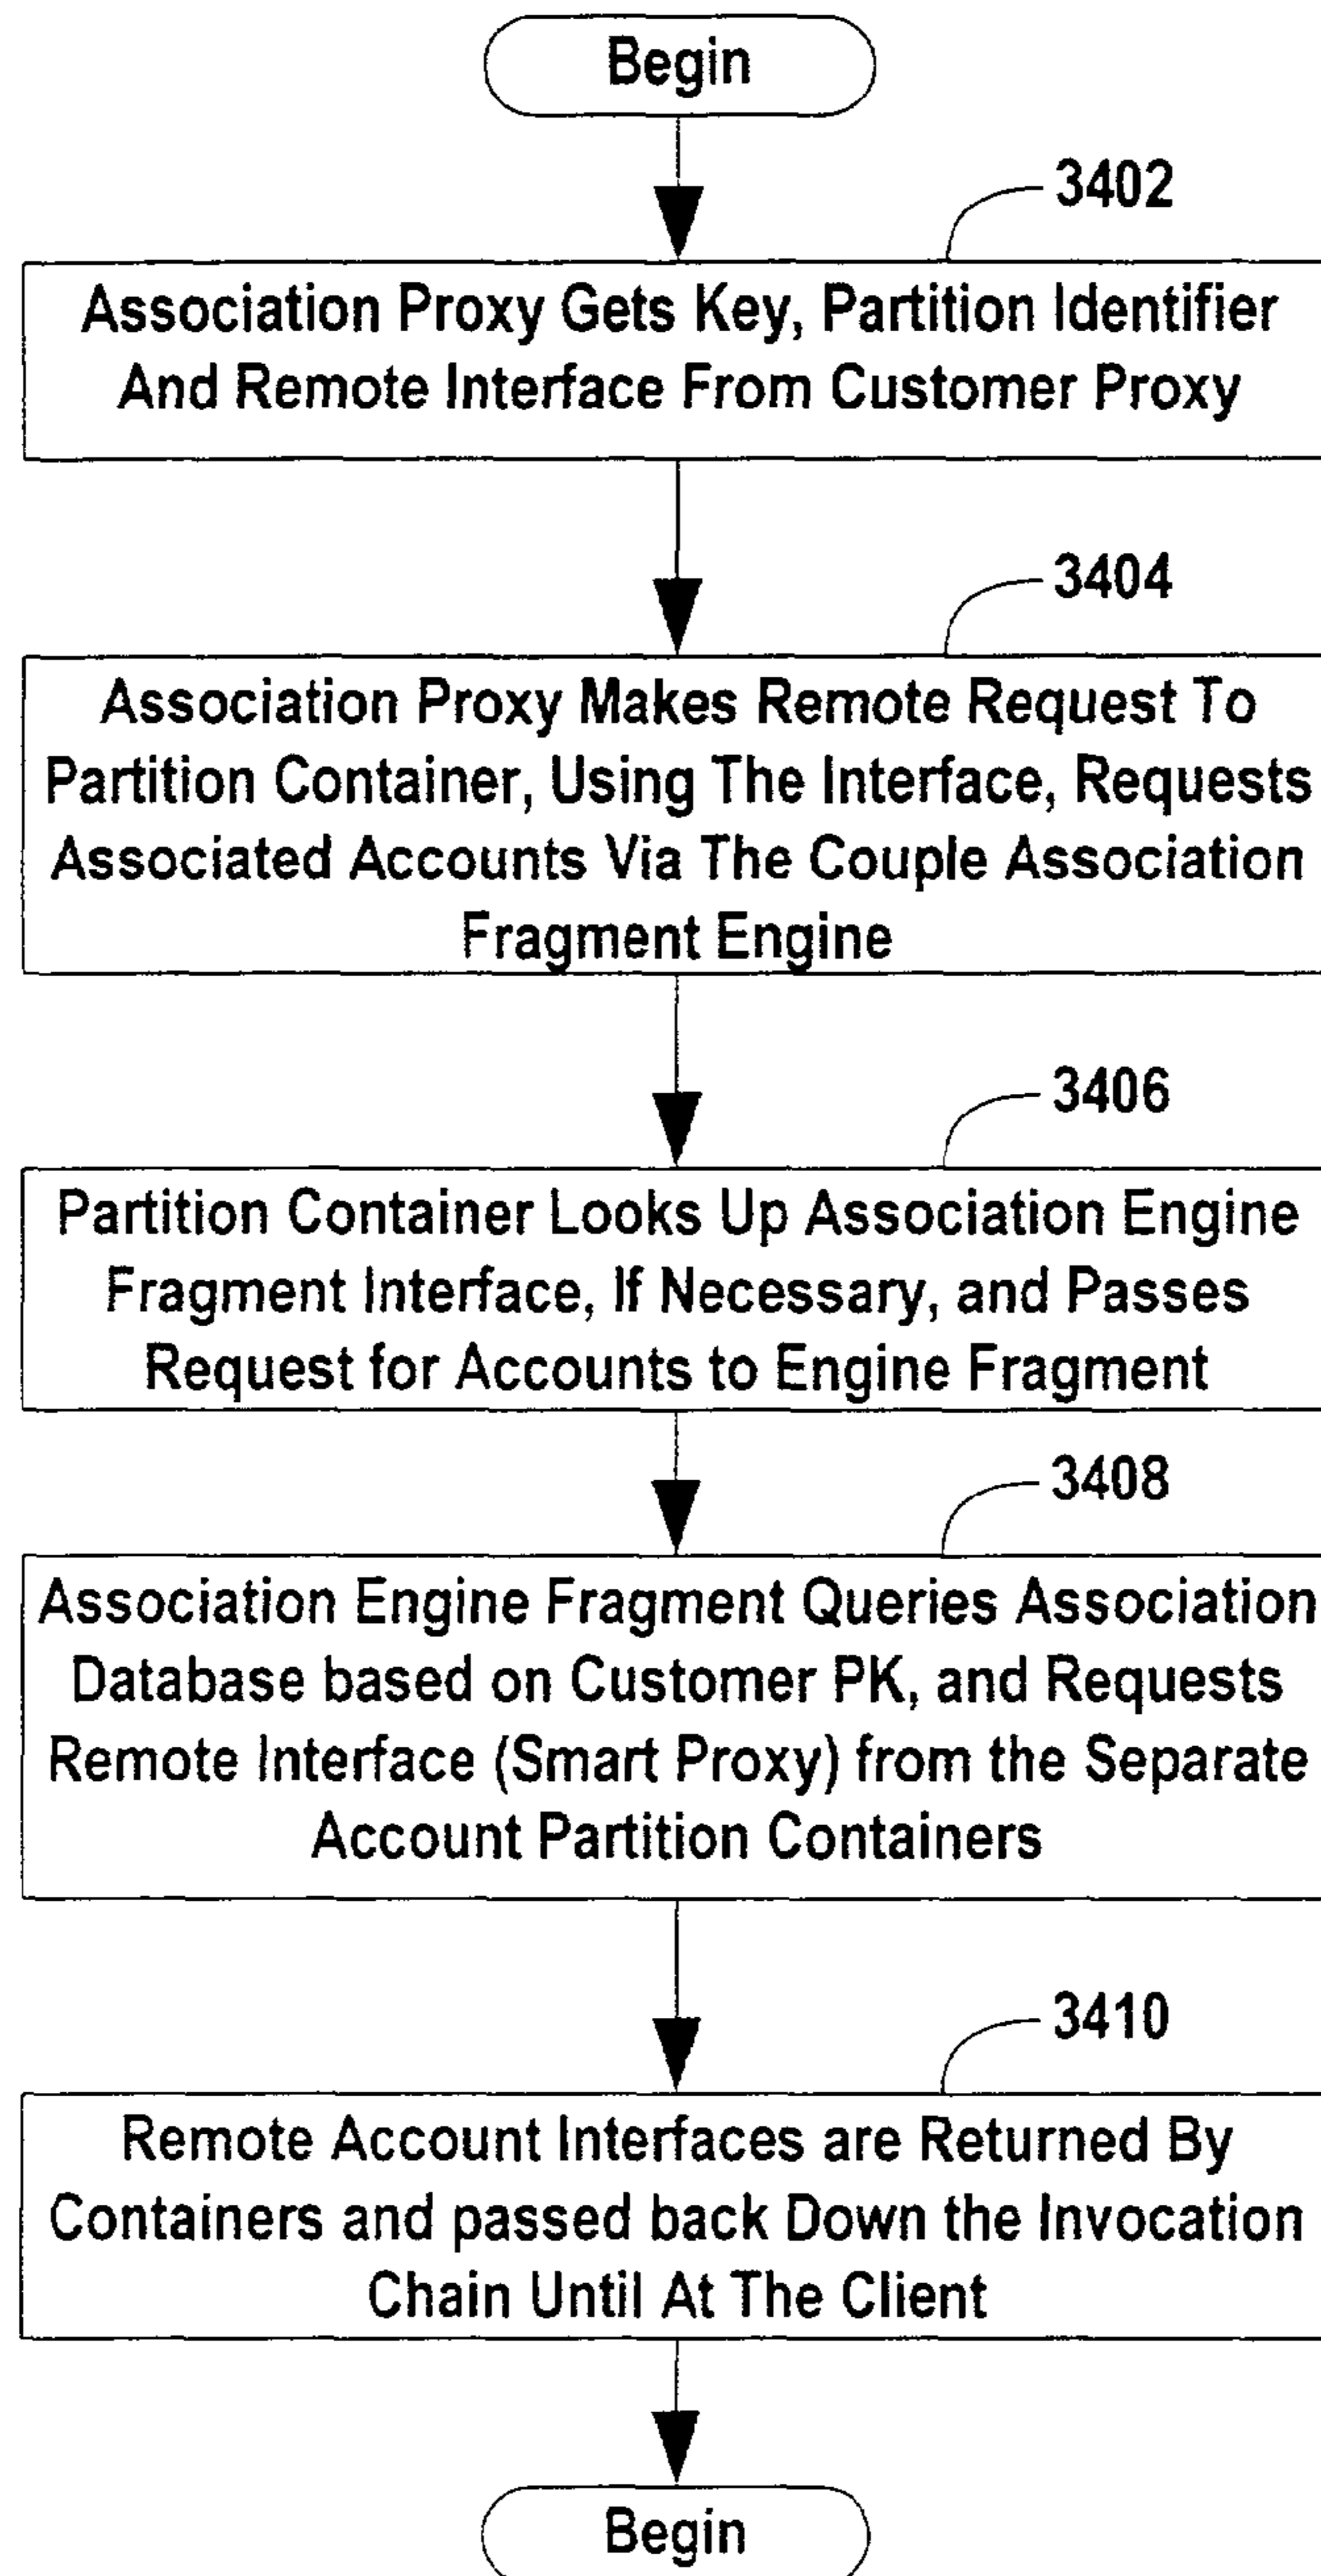 Begin
3402
Association Proxy Gets Key, Partition Identifier
And Remote Interface From Customer Proxy
3404
Association Proxy Makes Remote Request To
Partition Container, Using The Interface, Requests
Associated Accounts Via The Couple Association
Fragment Engine
3406
Partition Container Looks Up Association Engine
Fragment Interface, If Necessary, and Passes
Request for Accounts to Engine Fragment
3408
Association Engine Fragment Queries Association
Database based on Customer PK, and Requests
Remote Interface (Smart Proxy) from the Separate
Account Partition Containers
3410
Remote Account Interfaces are Returned By
Containers and passed back Down the Invocation
Chain Until At The Client
Begin